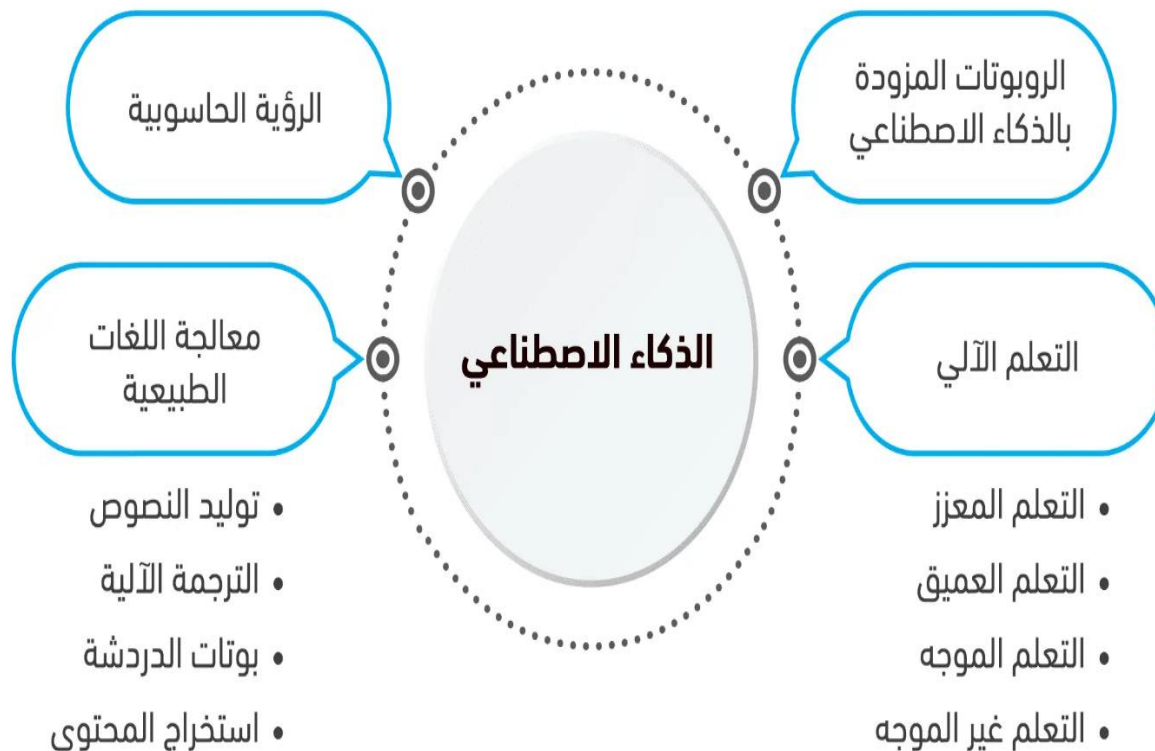 الروبوتات المزودة
بالذكاء الاصطناعي
الرؤية الحاسوبية
الذكاء الاصطناعي
التعلم الآلي
• التعلم المعزز
• التعلم العميق
• التعلم الموجه
• التعلم غير الموجه
معالجة اللغات
الطبيعية
• توليد النصوص
• الترجمة الآلية
• بوتات الدردشة
• استخراج المحتوى